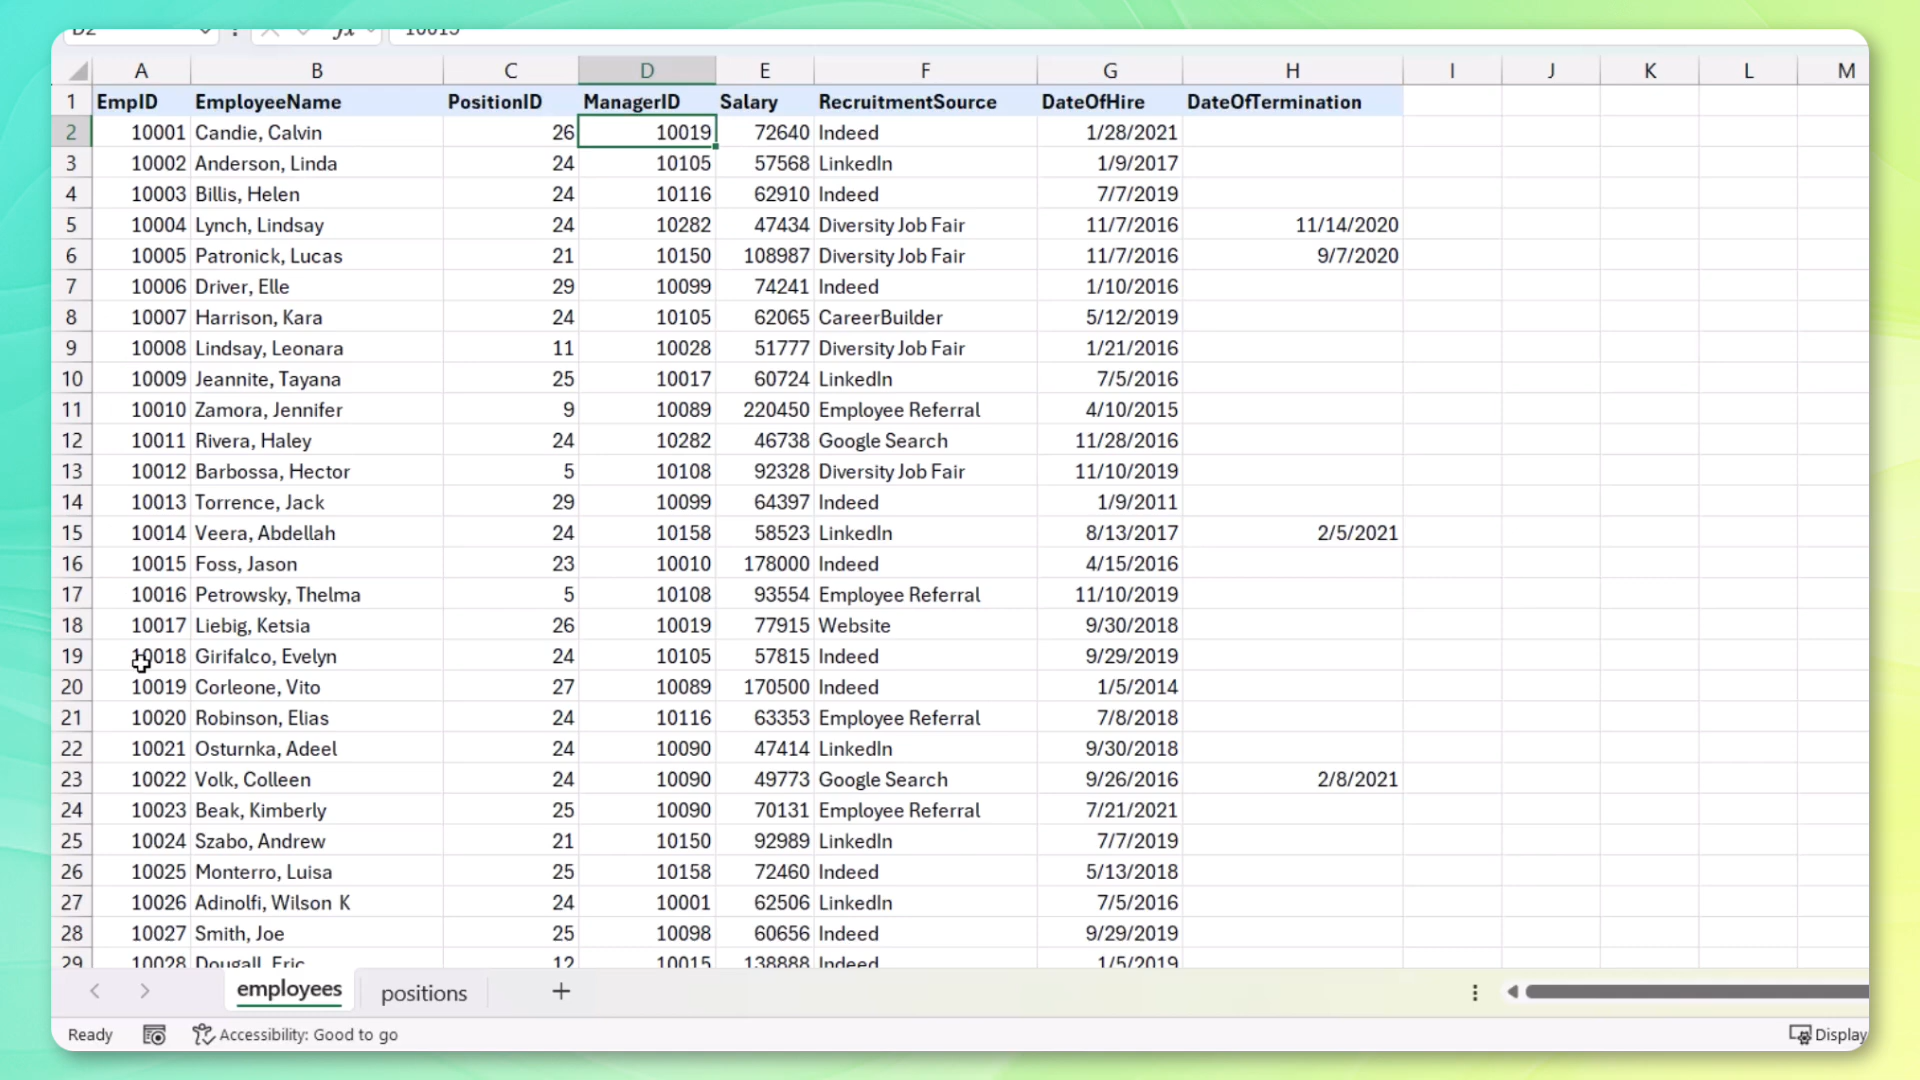 D2 fx 10019
A B C D E F G H I J K L M
1 EmpID EmployeeName PositionID ManagerID Salary RecruitmentSource DateOfHire DateOfTermination
2 10001 Candie, Calvin 26 10019 72640 Indeed 1/28/2021
3 10002 Anderson, Linda 24 10105 57568 LinkedIn 1/9/2017
4 10003 Billis, Helen 24 10116 62910 Indeed 7/7/2019
5 10004 Lynch, Lindsay 24 10282 47434 Diversity Job Fair 11/7/2016 11/14/2020
6 10005 Patronick, Lucas 21 10150 108987 Diversity Job Fair 11/7/2016 9/7/2020
7 10006 Driver, Elle 29 10099 74241 Indeed 1/10/2016
8 10007 Harrison, Kara 24 10105 62065 CareerBuilder 5/12/2019
9 10008 Lindsay, Leonara 11 10028 51777 Diversity Job Fair 1/21/2016
10 10009 Jeannite, Tayana 25 10017 60724 LinkedIn 7/5/2016
11 10010 Zamora, Jennifer 9 10089 220450 Employee Referral 4/10/2015
12 10011 Rivera, Haley 24 10282 46738 Google Search 11/28/2016
13 10012 Barbossa, Hector 5 10108 92328 Diversity Job Fair 11/10/2019
14 10013 Torrence, Jack 29 10099 64397 Indeed 1/9/2011
15 10014 Veera, Abdellah 24 10158 58523 LinkedIn 8/13/2017 2/5/2021
16 10015 Foss, Jason 23 10010 178000 Indeed 4/15/2016
17 10016 Petrowsky, Thelma 5 10108 93554 Employee Referral 11/10/2019
18 10017 Liebig, Ketsia 26 10019 77915 Website 9/30/2018
19 10018 Girifalco, Evelyn 24 10105 57815 Indeed 9/29/2019
20 10019 Corleone, Vito 27 10089 170500 Indeed 1/5/2014
21 10020 Robinson, Elias 24 10116 63353 Employee Referral 7/8/2018
22 10021 Osturnka, Adeel 24 10090 47414 LinkedIn 9/30/2018
23 10022 Volk, Colleen 24 10090 49773 Google Search 9/26/2016 2/8/2021
24 10023 Beak, Kimberly 25 10090 70131 Employee Referral 7/21/2021
25 10024 Szabo, Andrew 21 10150 92989 LinkedIn 7/7/2019
26 10025 Monterro, Luisa 25 10158 72460 Indeed 5/13/2018
27 10026 Adinolfi, Wilson K 24 10001 62506 LinkedIn 7/5/2016
28 10027 Smith, Joe 25 10098 60656 Indeed 9/29/2019
29 10028 Dougall, Eric 12 10015 138888 Indeed 1/5/2019
employees positions
Ready Accessibility: Good to go Display